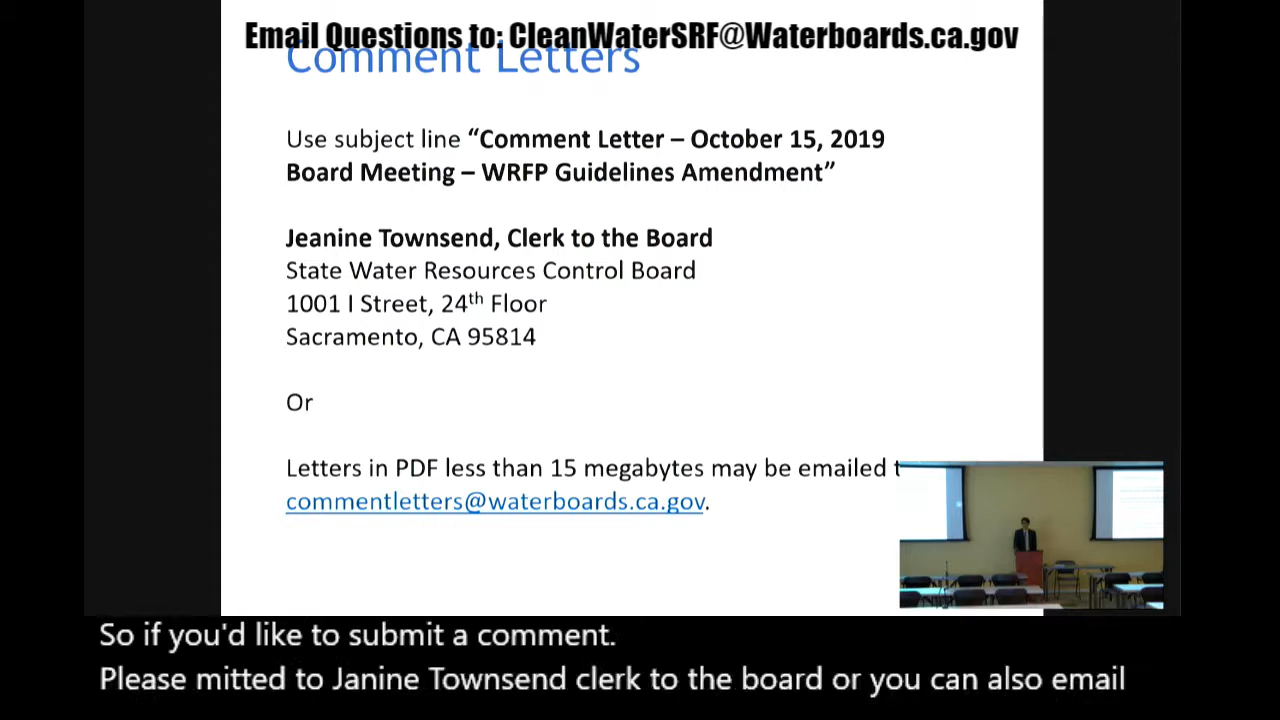 Email Questions to: CleanWaterSRF@Waterboards.ca.gov
Comment Letters
Use subject line “Comment Letter – October 15, 2019
Board Meeting – WRFP Guidelines Amendment”
Jeanine Townsend, Clerk to the Board
State Water Resources Control Board
1001 I Street, 24th Floor
Sacramento, CA 95814
Or
Letters in PDF less than 15 megabytes may be emailed t
commentletters@waterboards.ca.gov.
So if you'd like to submit a comment.
Please mitted to Janine Townsend clerk to the board or you can also email